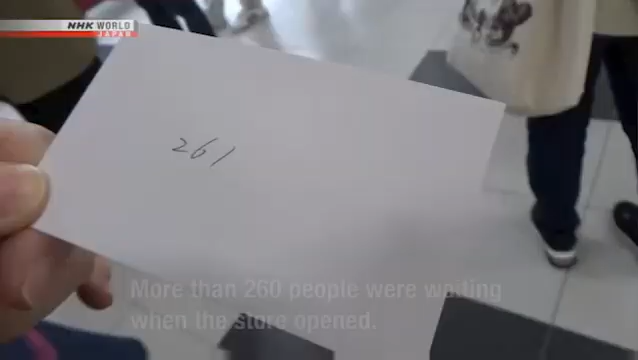 NHK WORLD
JAPAN
261
More than 260 people were waiting
when the store opened.